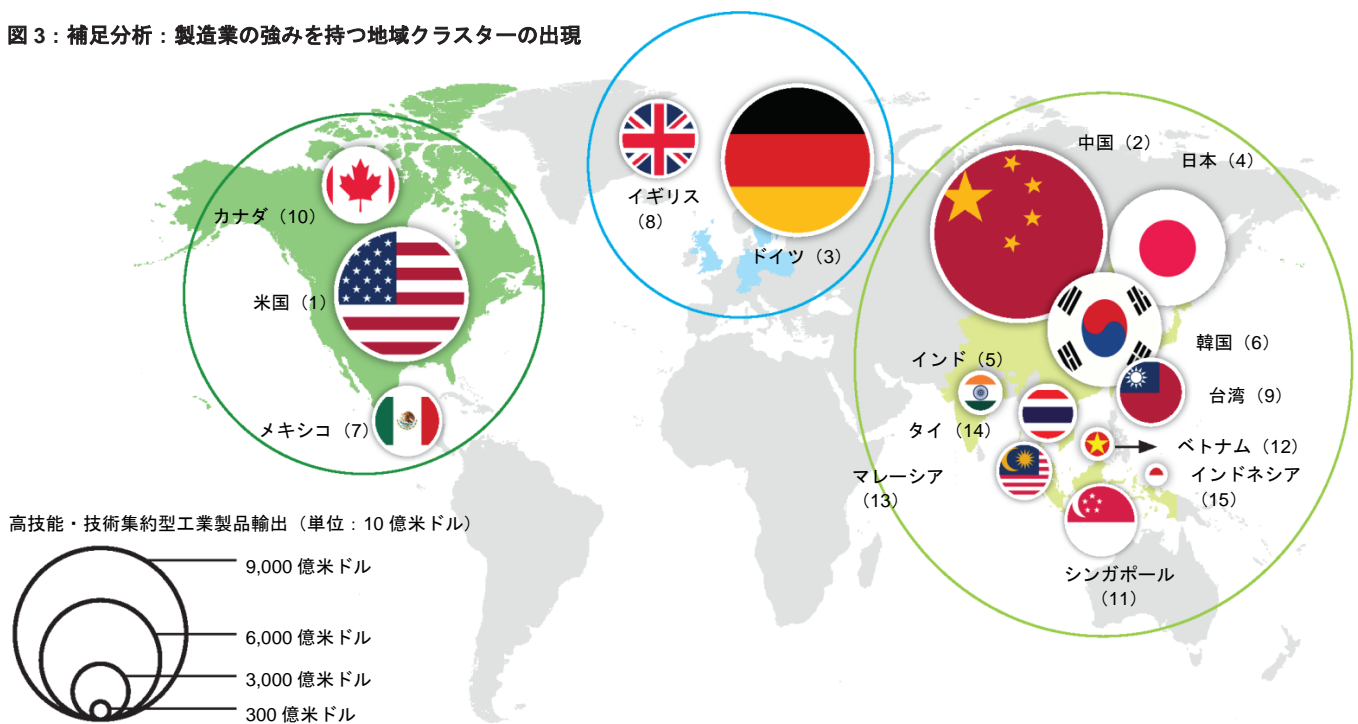 図 3：補足分析：製造業の強みを持つ地域クラスターの出現
カナダ（10）
米国（1）
メキシコ（7）
イギリス
（8）
ドイツ（3）
中国（2）
日本（4）
韓国（6）
インド（5）
台湾（9）
タイ（14）
ベトナム（12）
マレーシア
（13）
インドネシア
（15）
シンガポール
（11）
高技能・技術集約型工業製品輸出（単位：10 億米ドル）
9,000 億米ドル
6,000 億米ドル
3,000 億米ドル
300 億米ドル